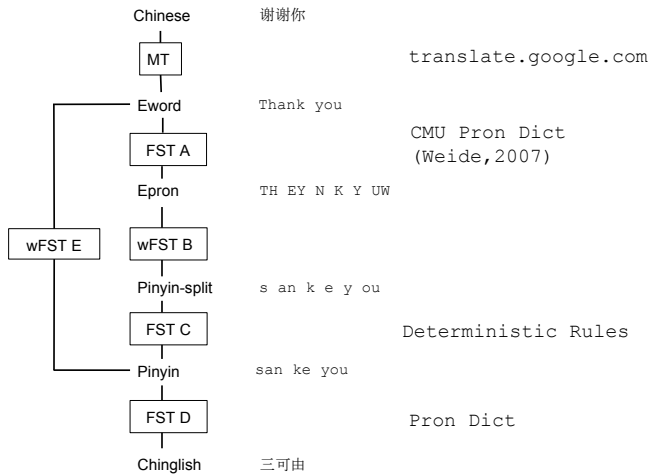 Chinese 谢谢你
MT translate.google.com
Eword Thank you
FST A CMU Pron Dict
(Weide,2007)
Epron TH EY N K Y UW
wFST E wFST B
Pinyin-split s an k e y ou
FST C Deterministic Rules
Pinyin san ke you
FST D Pron Dict
Chinglish 三可由